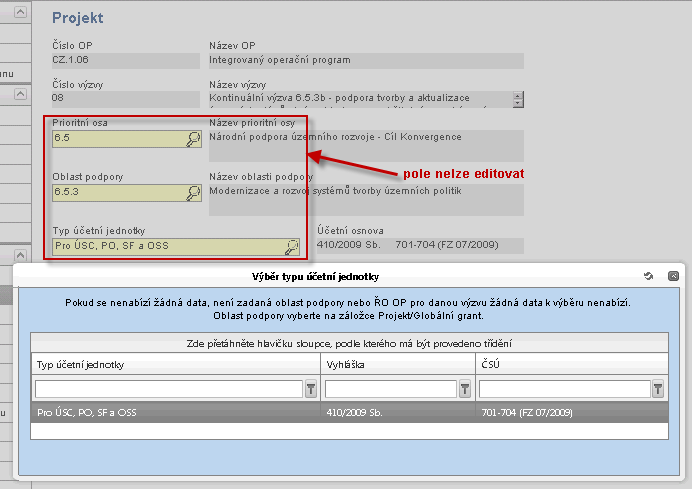 Projekt
Číslo OP Název OP
CZ.1.06 Integrovaný operační program
nu
Číslo výzvy Název výzvy
08 Kontinuální výzva 6.5.3b - podpora tvorby a aktualizace
Prioritní osa Název prioritní osy
6.5 Národní podpora územního rozvoje - Cíl Konvergence
pole nelze editovat
Oblast podpory Název oblasti podpory
6.5.3 Modernizace a rozvoj systémů tvorby územních politik
Typ účetní jednotky Účetní osnova
Pro ÚSC, PO, SF a OSS 410/2009 Sb. 701-704 (FZ 07/2009)
Výběr typu účetní jednotky
Pokud se nenabízí žádná data, není zadaná oblast podpory nebo ŘO OP pro danou výzvu žádná data k výběru nenabízí.
Oblast podpory vyberte na záložce Projekt/Globální grant.
Zde přetáhněte hlavičku sloupce, podle kterého má být provedeno třídění
Typ účetní jednotky Vyhláška ČSÚ
Pro ÚSC, PO, SF a OSS 410/2009 Sb. 701-704 (FZ 07/2009)
u